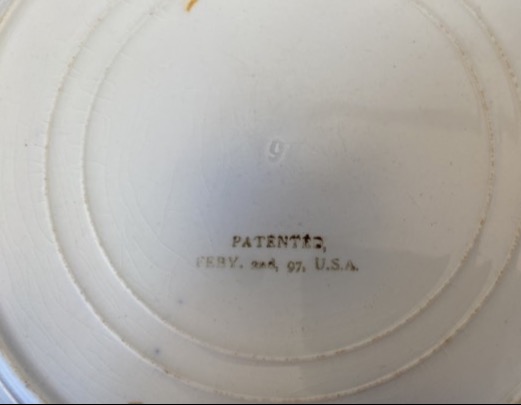 9
PATENTED,
FEBY. 2nd, 97, U.S.A.